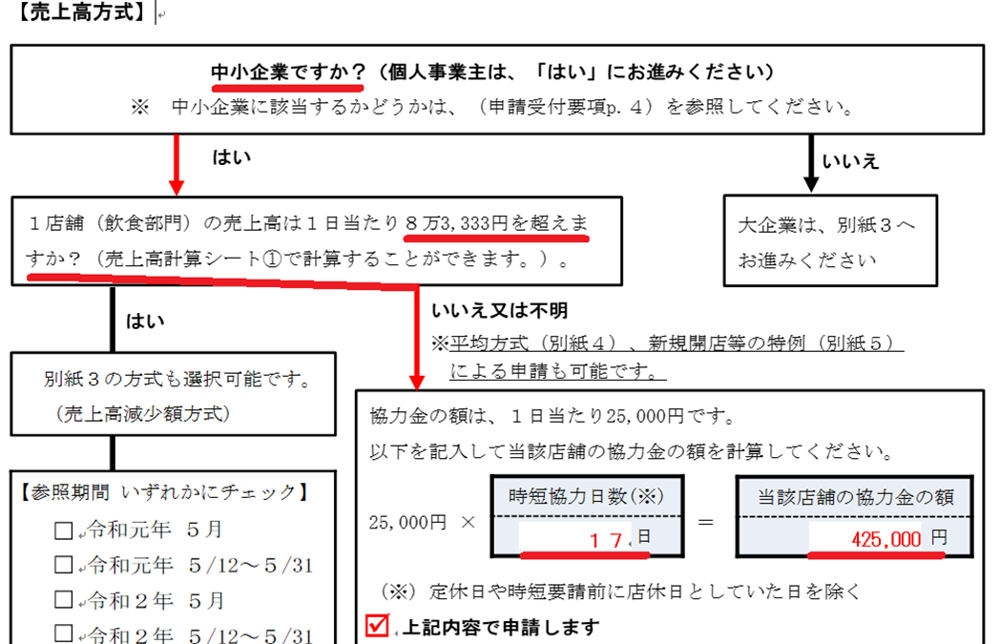 【売上高方式】
中小企業ですか？（個人事業主は、「はい」にお進みください）
※　中小企業に該当するかどうかは、（申請受付要項p.４）を参照してください。
はい
いいえ
１店舗（飲食部門）の売上高は１日当たり８万3,333円を超えま
すか？（売上高計算シート①で計算することができます。）。
大企業は、別紙３へ
お進みください
はい
いいえ又は不明
※平均方式（別紙４）、新規開店等の特例（別紙５）
による申請も可能です。
別紙３の方式も選択可能です。
（売上高減少額方式）
協力金の額は、１日当たり25,000円です。
以下を記入して当該店舗の協力金の額を計算してください。
25,000円 ×
時短協力日数(※)
１７ 日
＝
当該店舗の協力金の額
425,000 円
（※）定休日や時短要請前に店休日としていた日を除く
☑ 上記内容で申請します
【参照期間 いずれかにチェック】
□ 令和元年 ５月
□ 令和元年 ５/12～５/31
□ 令和２年 ５月
□ 令和２年 ５/12～５/31